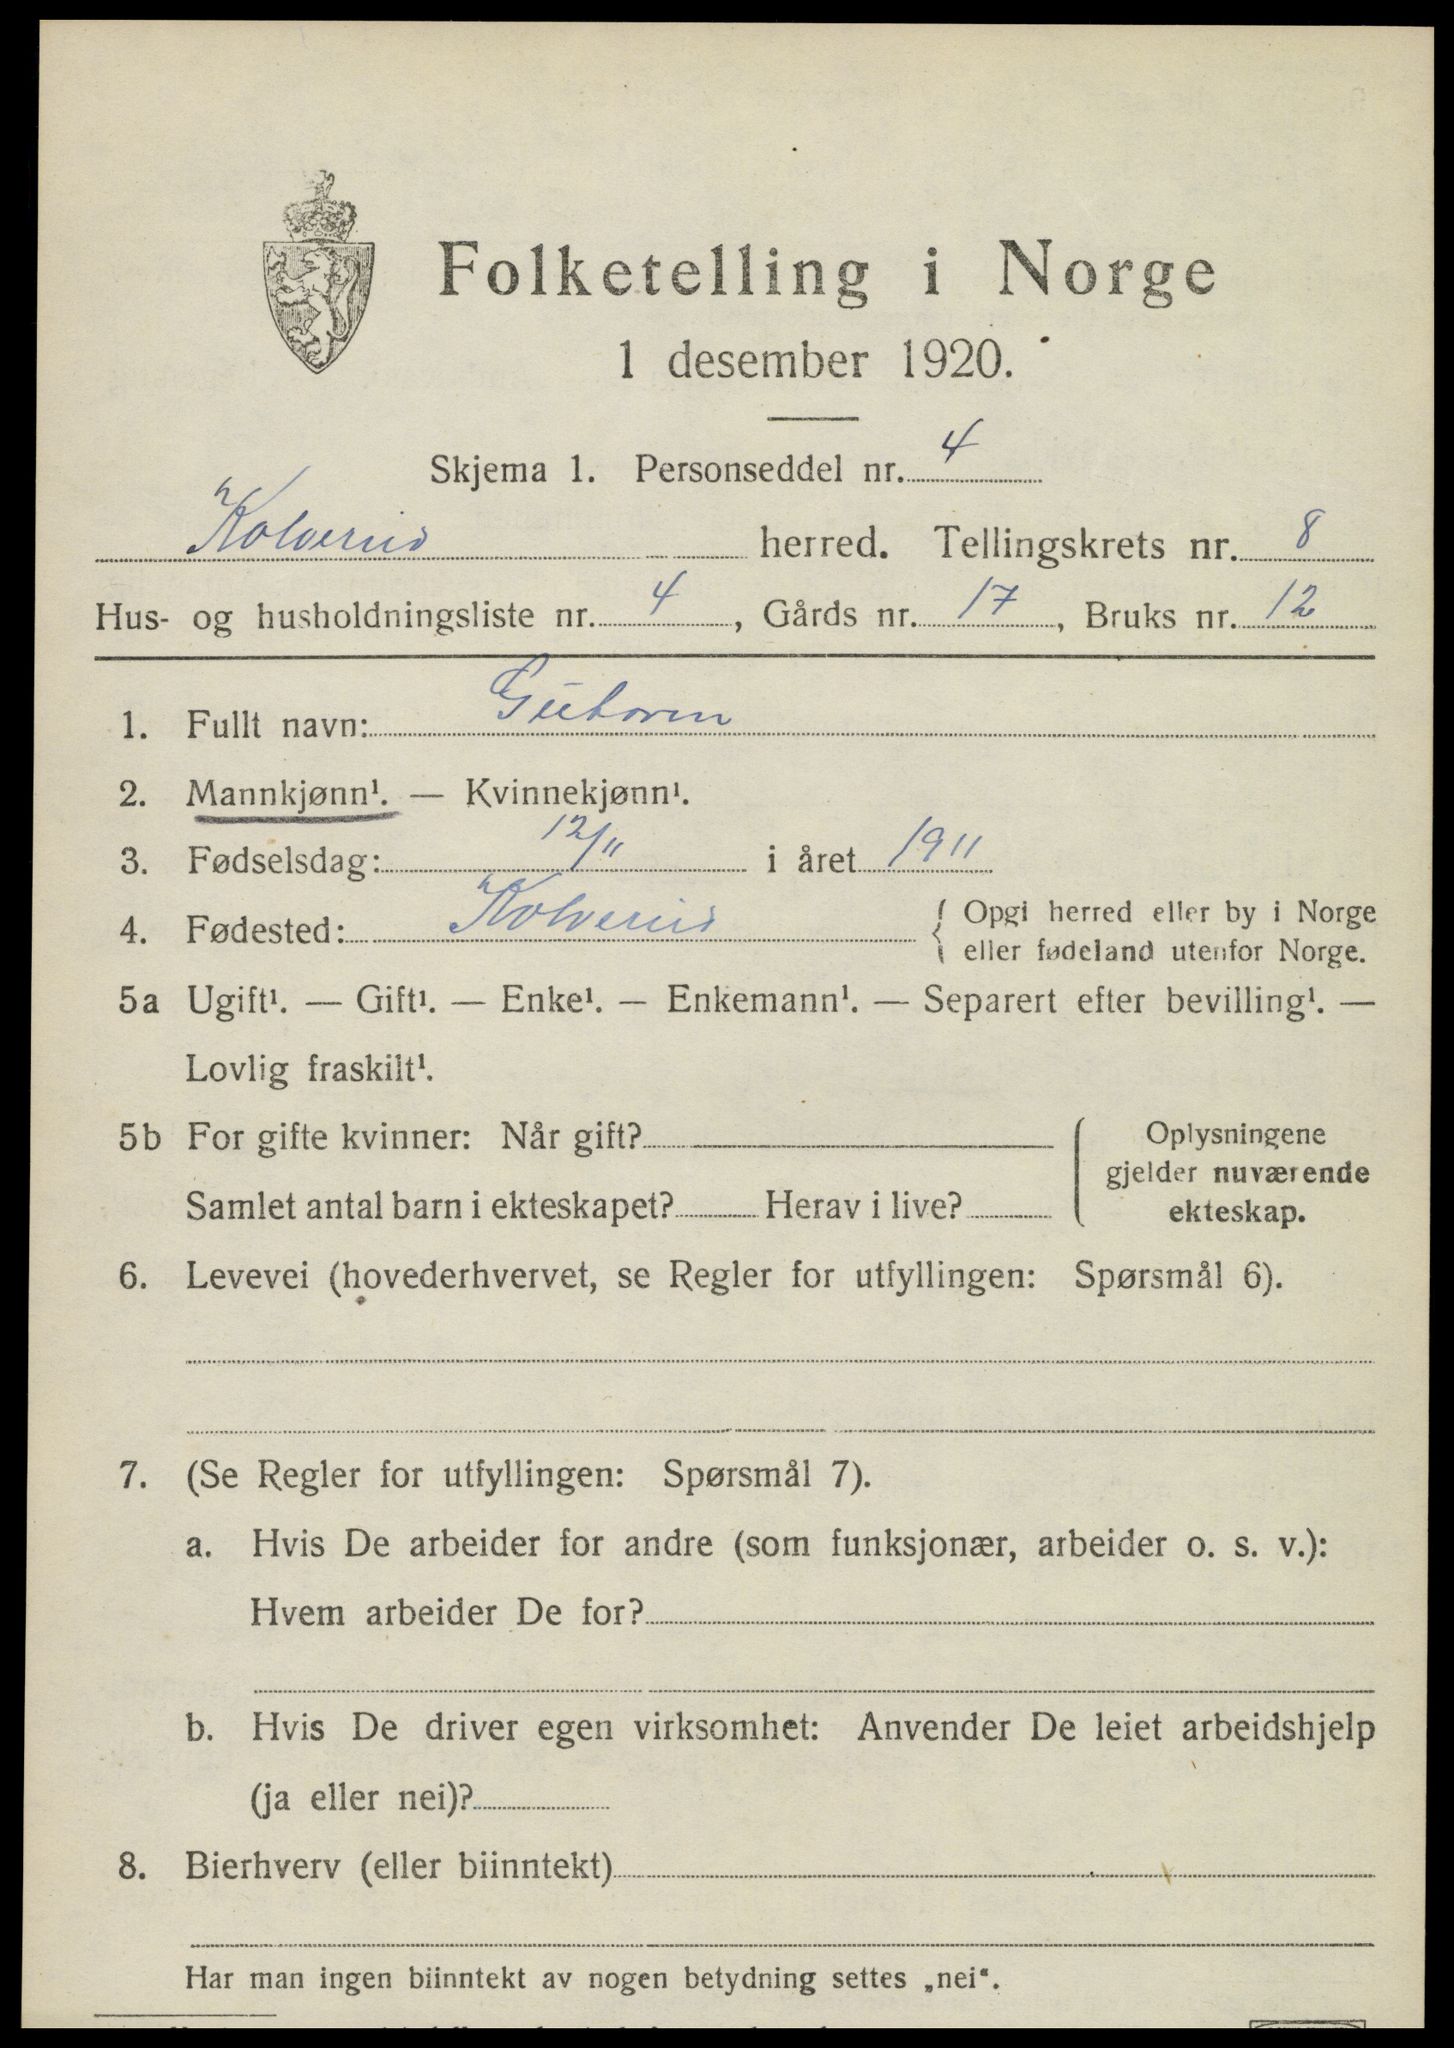 Folketelling i Norge
1 desember 1920.
Skjema 1. Personseddel nr. 4
Kolvereid herred. Tellingskrets nr. 8
Hus- og husholdningsliste nr. 4, Gårds nr. 17, Bruks nr. 12
1. Fullt navn: Guttorm
2. Mannkjønn¹. — Kvinnekjønn¹.
3. Fødselsdag: 12/11 i året 1911
4. Fødested: Kolvereid { Opgi herred eller by i Norge
eller fødeland utenfor Norge.
5a Ugift¹. — Gift¹. — Enke¹. — Enkemann¹. — Separert efter bevilling¹. —
Lovlig fraskilt¹.
5b For gifte kvinner: Når gift? Oplysningene
gjelder nuværende
Samlet antal barn i ekteskapet? Herav i live? ekteskap.
6. Levevei (hovederhvervet, se Regler for utfyllingen: Spørsmål 6).
7. (Se Regler for utfyllingen: Spørsmål 7).
a. Hvis De arbeider for andre (som funksjonær, arbeider o. s. v.):
Hvem arbeider De for?
b. Hvis De driver egen virksomhet: Anvender De leiet arbeidshjelp
(ja eller nei)?
8. Bierhverv (eller biinntekt)
Har man ingen biinntekt av nogen betydning settes „nei“.